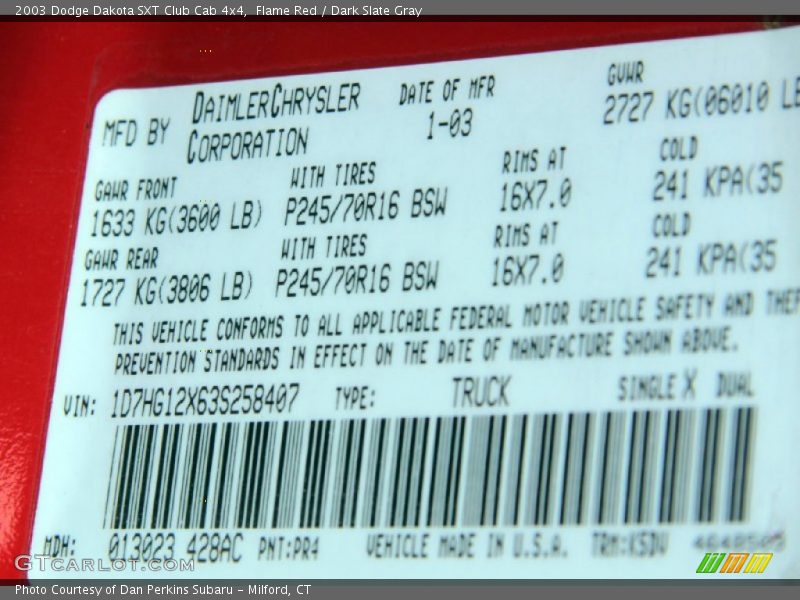 2003 Dodge Dakota SXT Club Cab 4x4,  Flame Red / Dark Slate Gray
MFD BY DAIMLERCHRYSLER CORPORATION
DATE OF MFR
1-03
GVWR
2727 KG(06010 LB
GAWR FRONT WITH TIRES RIMS AT COLD
1633 KG(3600 LB) P245/70R16 BSW 16X7.0 241 KPA(35
GAWR REAR WITH TIRES RIMS AT COLD
1727 KG(3806 LB) P245/70R16 BSW 16X7.0 241 KPA(35
THIS VEHICLE CONFORMS TO ALL APPLICABLE FEDERAL MOTOR VEHICLE SAFETY AND THEF
PREVENTION STANDARDS IN EFFECT ON THE DATE OF MANUFACTURE SHOWN ABOVE.
VIN: 1D7HG12X63S258407 TYPE: TRUCK SINGLE X DUAL
MDH: 013023 428AC PNT:PR4 VEHICLE MADE IN U.S.A. TRM:K5DV
GTcarlot.com
Photo Courtesy of Dan Perkins Subaru - Milford, CT